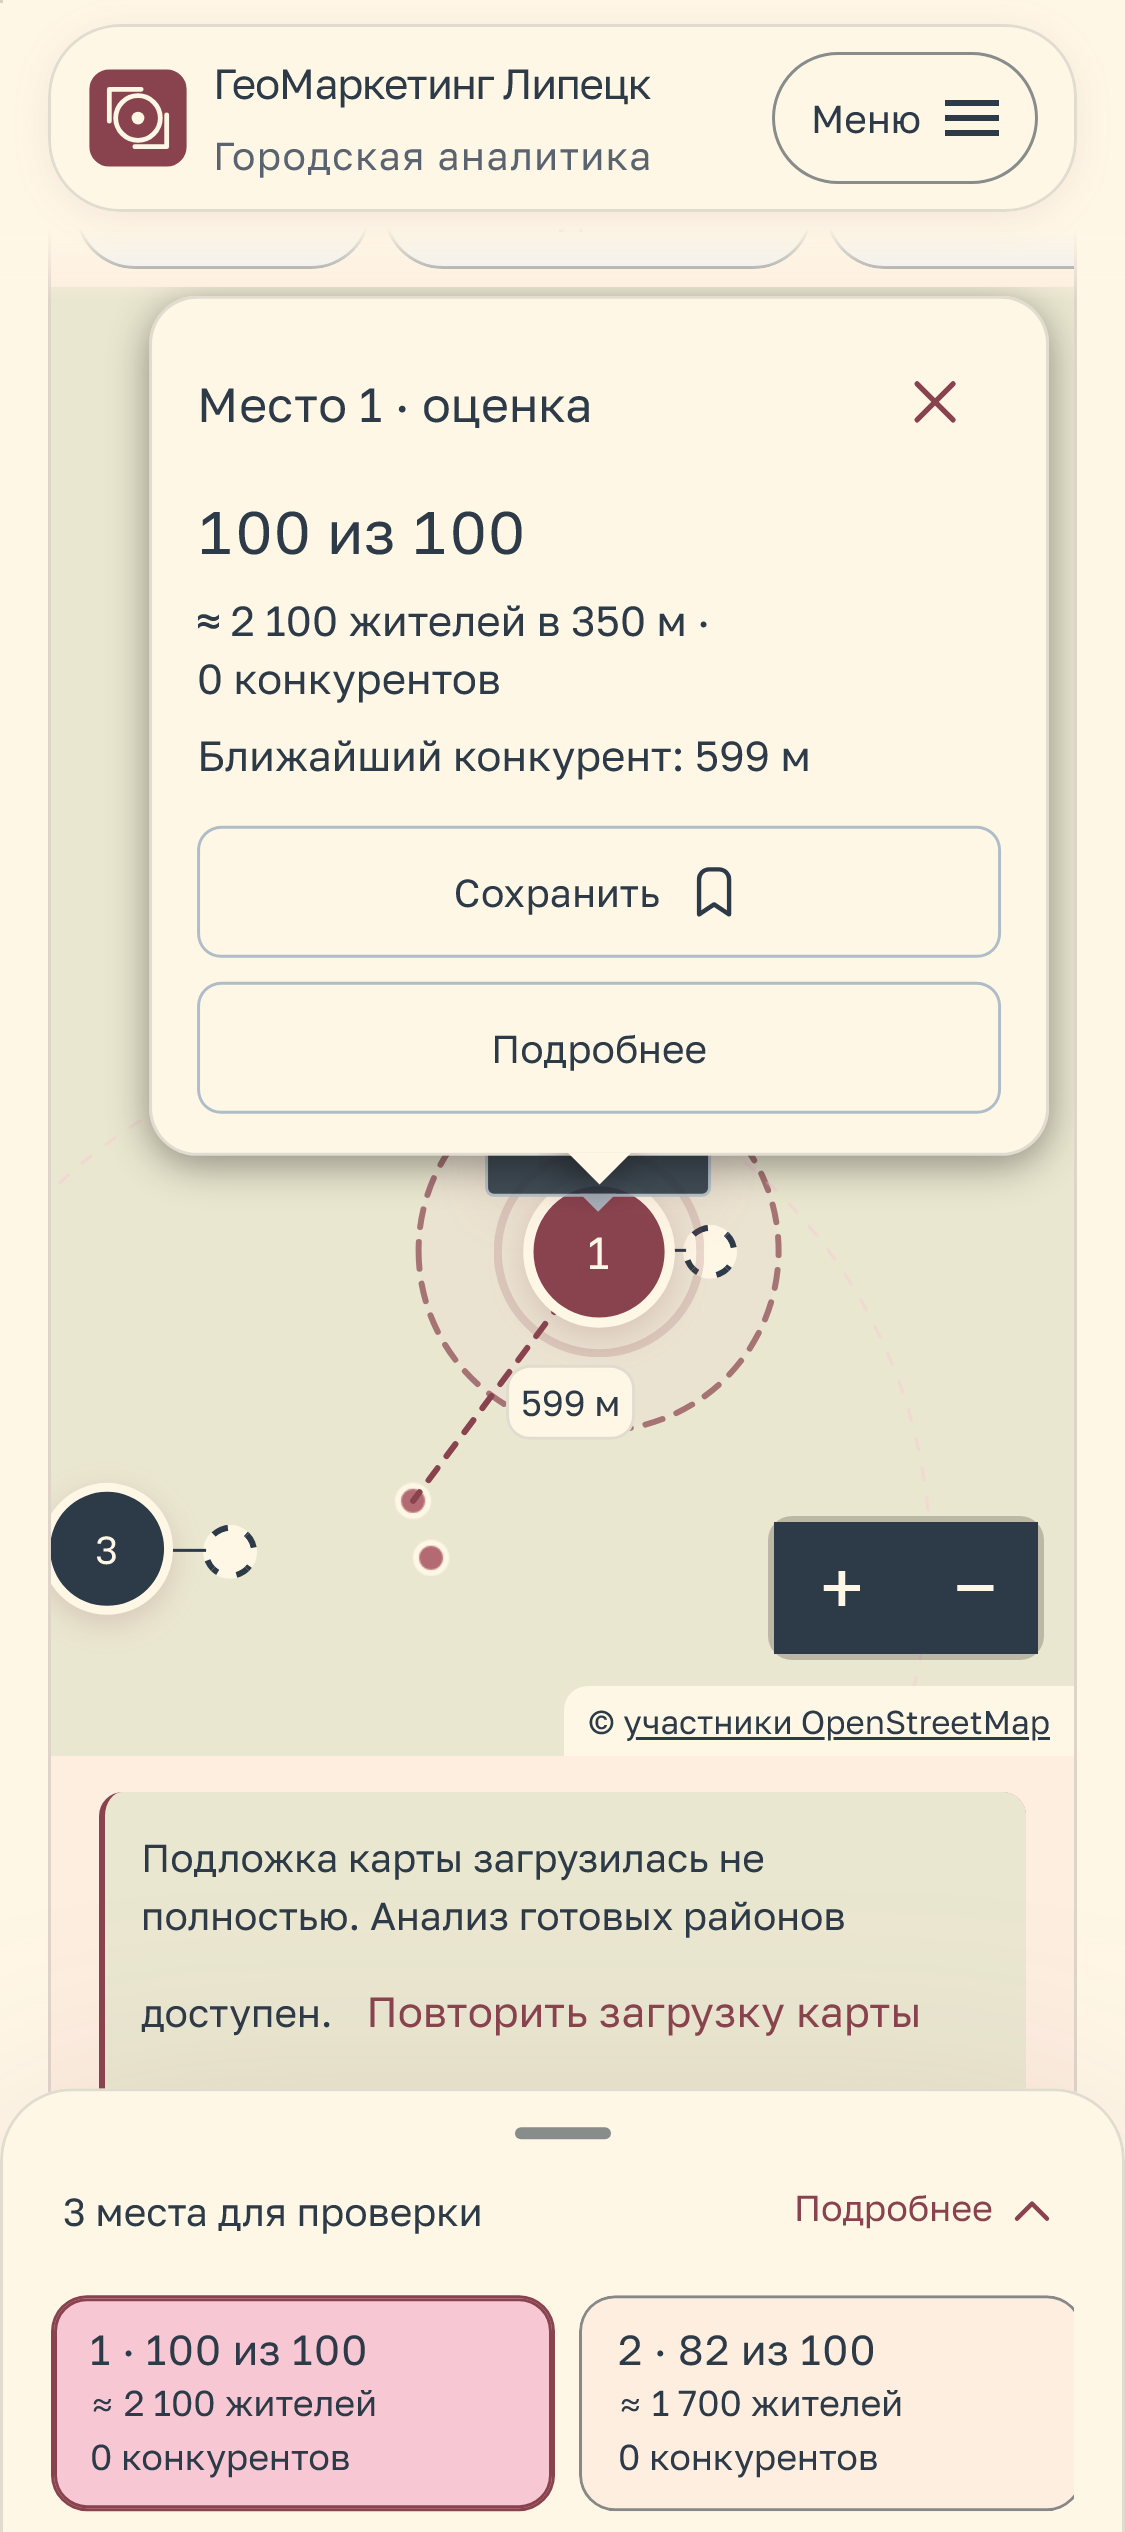 ГеоМаркетинг Липецк
Городская аналитика
Меню
Место 1 · оценка
100 из 100
≈ 2 100 жителей в 350 м ·
0 конкурентов
Ближайший конкурент: 599 м
Сохранить
Подробнее
1
599 м
3
+ −
© участники OpenStreetMap
Подложка карты загрузилась не
полностью. Анализ готовых районов
доступен. Повторить загрузку карты
3 места для проверки
Подробнее
1 · 100 из 100
≈ 2 100 жителей
0 конкурентов
2 · 82 из 100
≈ 1 700 жителей
0 конкурентов